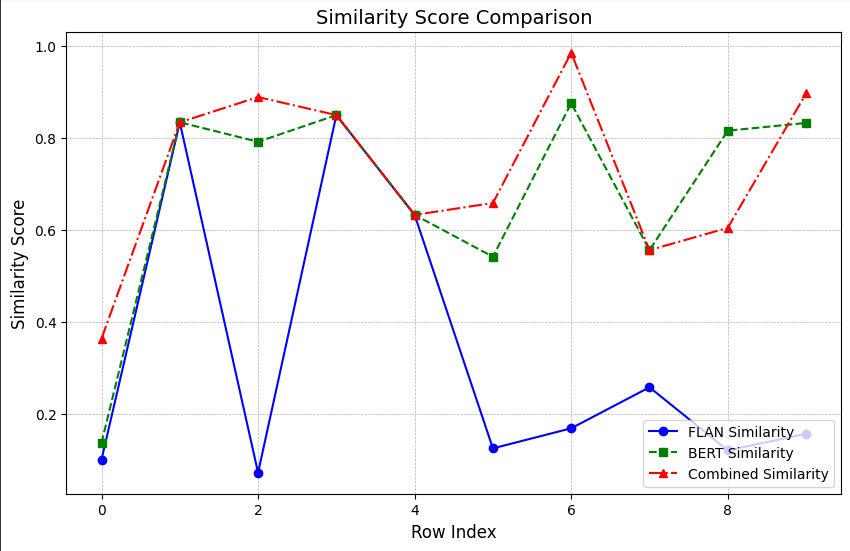 Similarity Score Comparison
Similarity Score
1.0
0.8
0.6
0.4
0.2
0 2 4 6 8
Row Index
FLAN Similarity
BERT Similarity
Combined Similarity